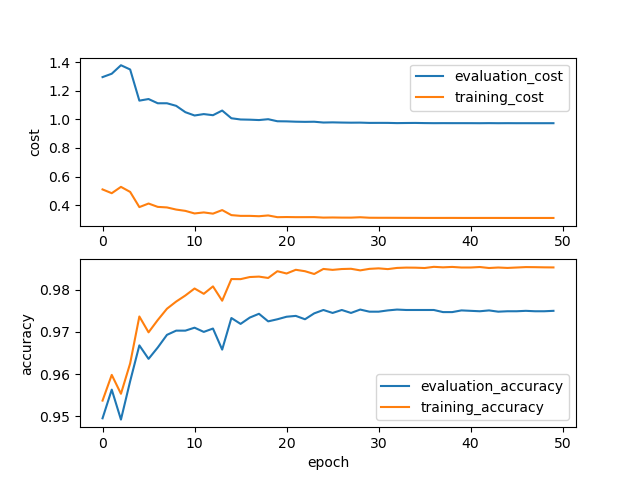 1.4
1.2
1.0
0.8
0.6
0.4
cost
evaluation_cost
training_cost
0 10 20 30 40 50
0.98
0.97
0.96
0.95
accuracy
evaluation_accuracy
training_accuracy
0 10 20 30 40 50
epoch